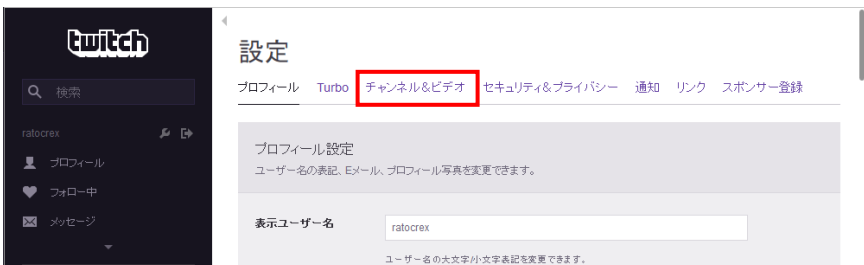 twitch
検索
ratocrex
プロフィール
フォロー中
メッセージ
設定
プロフィール Turbo チャンネル&ビデオ セキュリティ&プライバシー 通知 リンク スポンサー登録
プロフィール設定
ユーザー名の表記、Eメール、プロフィール写真を変更できます。
表示ユーザー名 ratocrex
ユーザー名の大文字/小文字表記を変更できます。